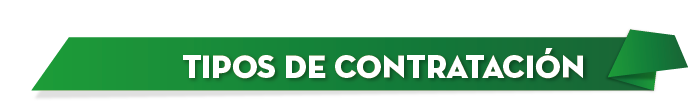 TIPOS DE CONTRATACIÓN